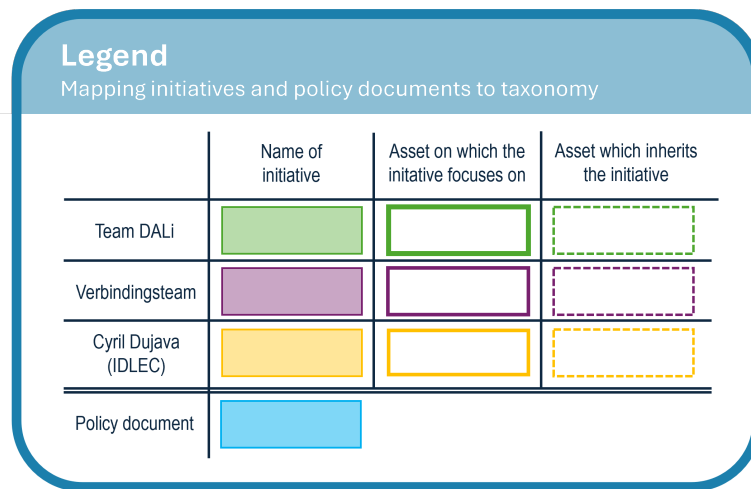 Legend
Mapping initiatives and policy documents to taxonomy
Name of
initiative
Asset on which the
initative focuses on
Asset which inherits
the initiative
Team DALi
Verbindingsteam
Cyril Dujava
(IDLEC)
Policy document